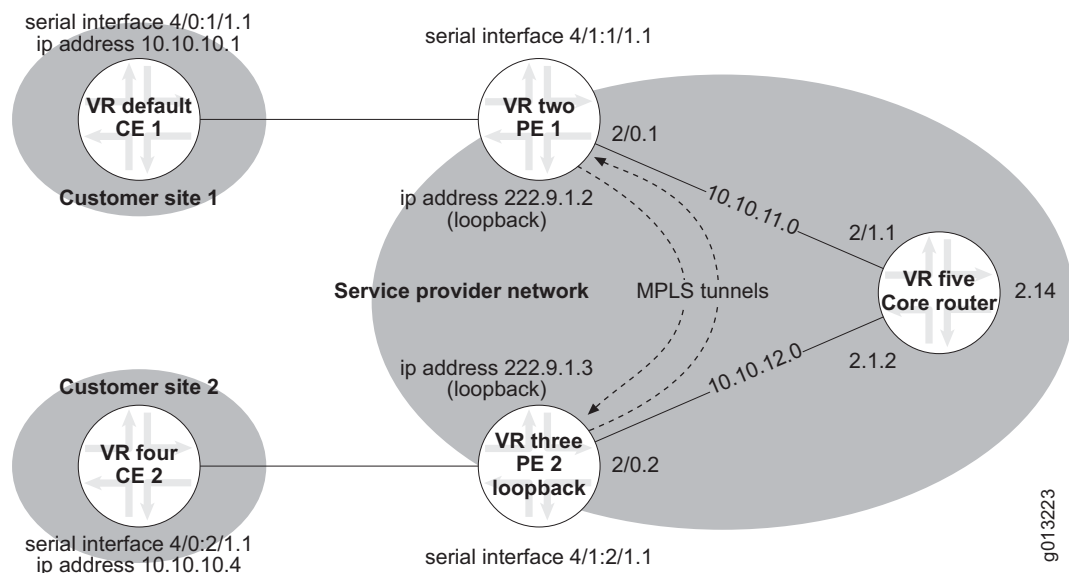 serial interface 4/0:1/1.1
ip address 10.10.10.1
VR default
CE 1
Customer site 1
serial interface 4/1:1/1.1
VR two
PE 1
2/0.1
ip address 222.9.1.2
(loopback)
10.10.11.0
2/1.1
VR five
Core router
2.14
Service provider network
MPLS tunnels
ip address 222.9.1.3
(loopback)
10.10.12.0
2.1.2
Customer site 2
VR four
CE 2
serial interface 4/0:2/1.1
ip address 10.10.10.4
VR three
PE 2
loopback
2/0.2
serial interface 4/1:2/1.1
g013223